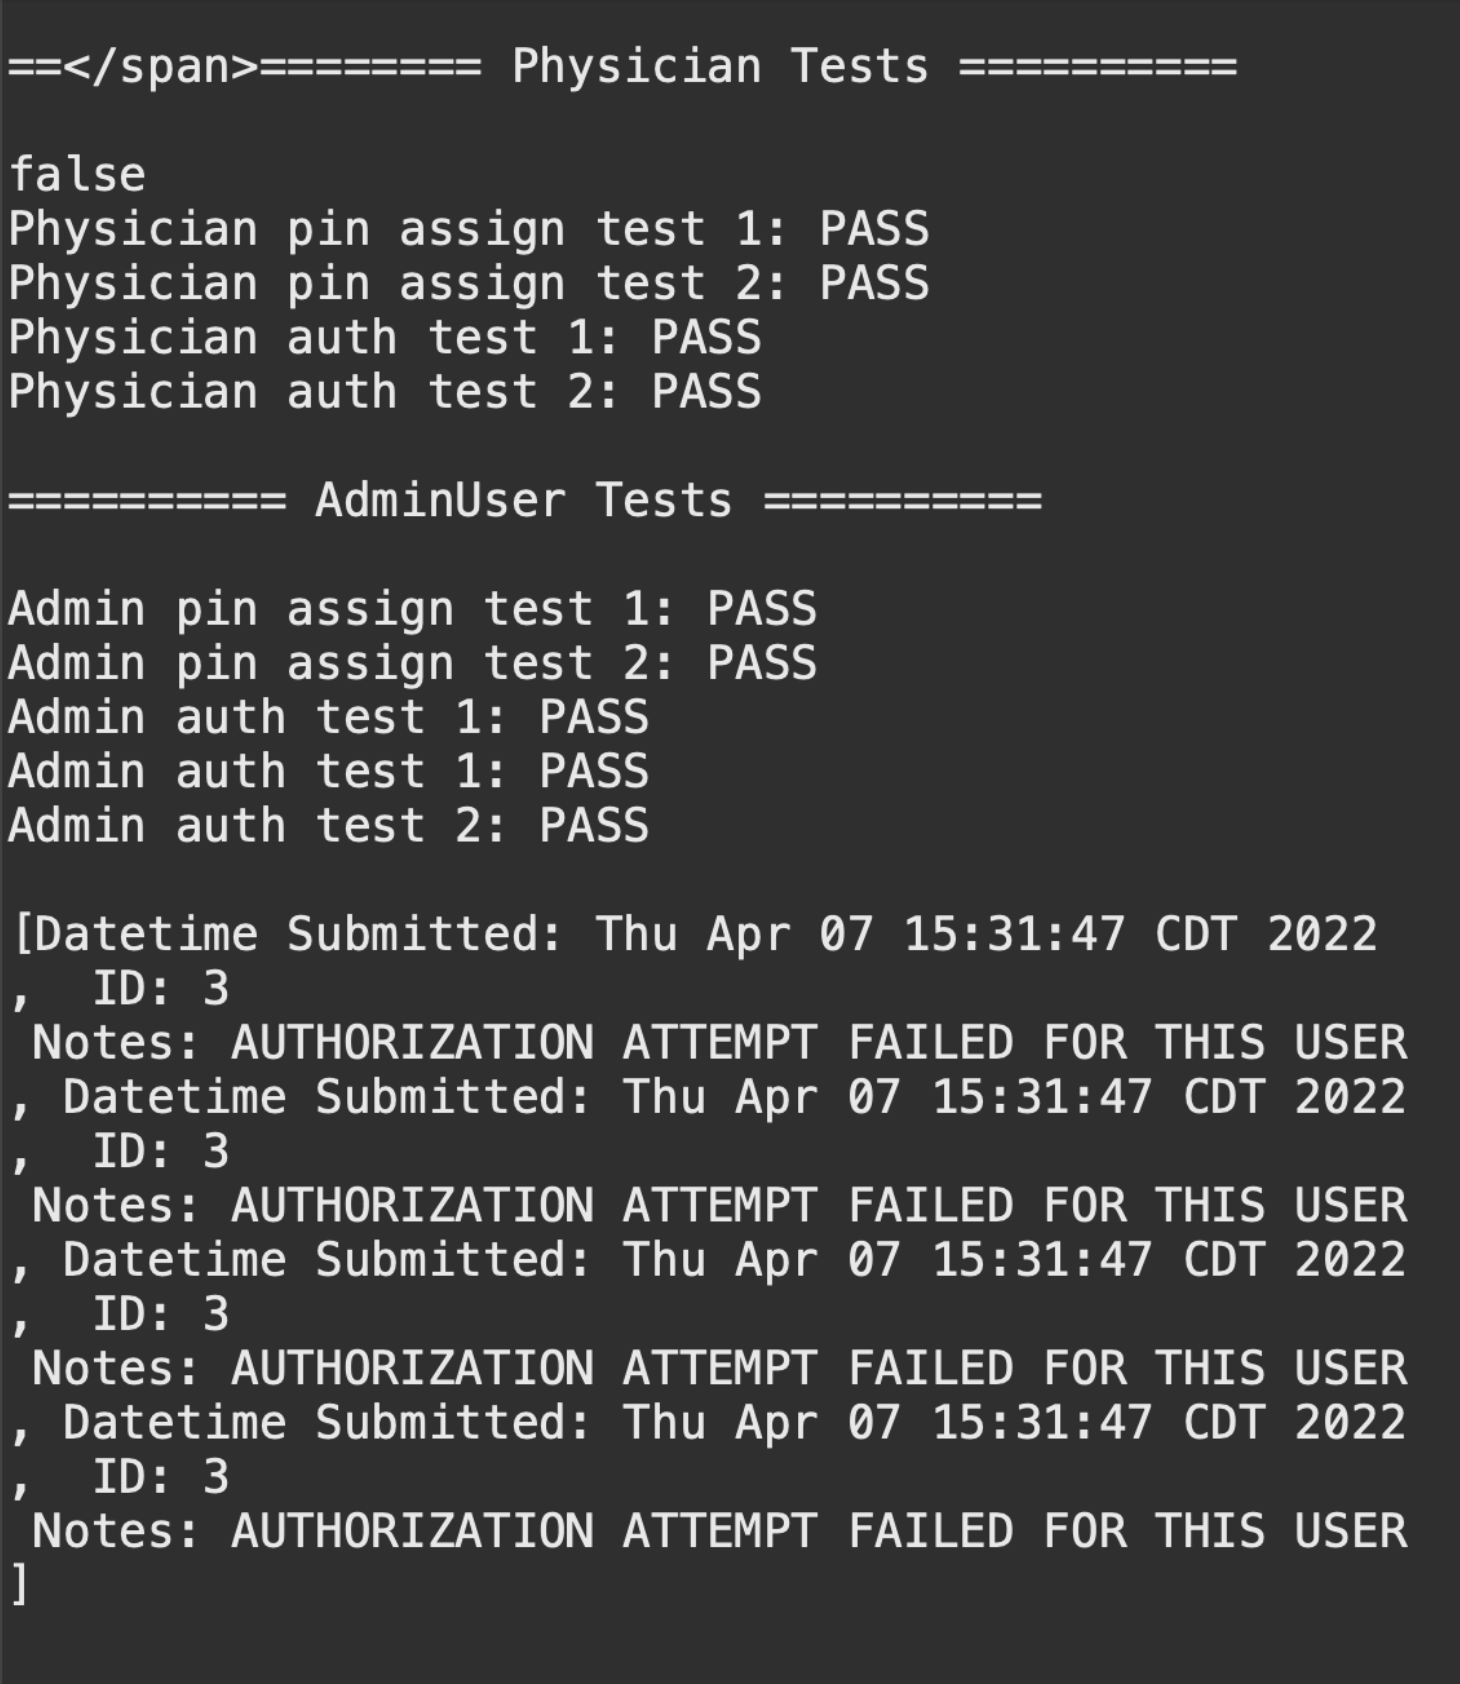 ==</span>======== Physician Tests ==========
false
Physician pin assign test 1: PASS
Physician pin assign test 2: PASS
Physician auth test 1: PASS
Physician auth test 2: PASS
========== AdminUser Tests ==========
Admin pin assign test 1: PASS
Admin pin assign test 2: PASS
Admin auth test 1: PASS
Admin auth test 1: PASS
Admin auth test 2: PASS
[Datetime Submitted: Thu Apr 07 15:31:47 CDT 2022
,  ID: 3
 Notes: AUTHORIZATION ATTEMPT FAILED FOR THIS USER
, Datetime Submitted: Thu Apr 07 15:31:47 CDT 2022
,  ID: 3
 Notes: AUTHORIZATION ATTEMPT FAILED FOR THIS USER
, Datetime Submitted: Thu Apr 07 15:31:47 CDT 2022
,  ID: 3
 Notes: AUTHORIZATION ATTEMPT FAILED FOR THIS USER
, Datetime Submitted: Thu Apr 07 15:31:47 CDT 2022
,  ID: 3
 Notes: AUTHORIZATION ATTEMPT FAILED FOR THIS USER
]